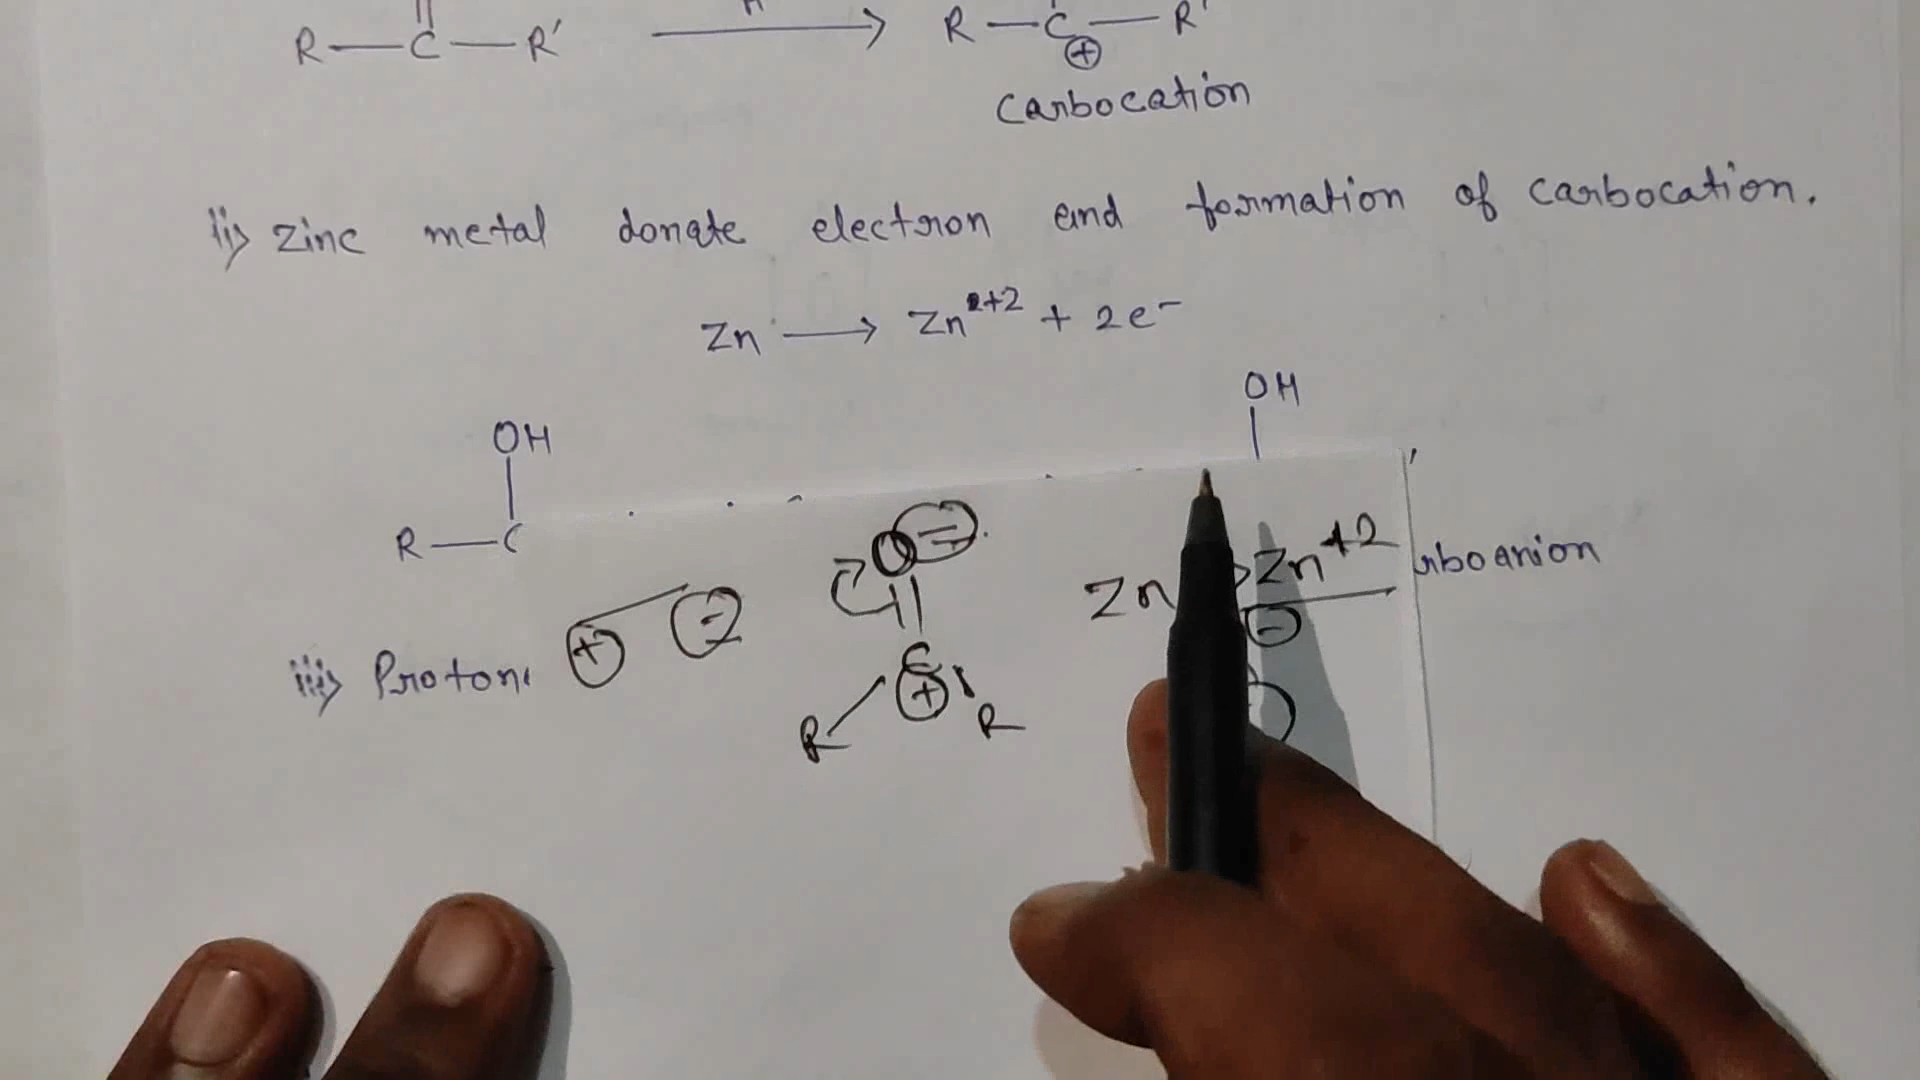 R — C — R' → R — C — R'
⊕
carbocation
ii) Zinc metal donate electron and formation of carbocation.
Zn → Zn+2 + 2e-
OH
OH
R — C
O
Zn > Zn+2
rboanion
⊕ ⊖
⊖
C
iii) Proton
⊕
R R